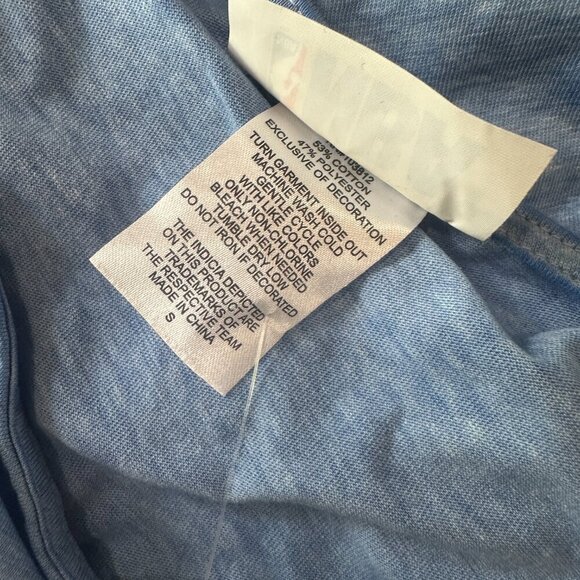 53% COTTON
47% POLYESTER
EXCLUSIVE OF DECORATION
TURN GARMENT INSIDE OUT
MACHINE WASH COLD
GENTLE CYCLE
WITH LIKE COLORS
ONLY NON-CHLORINE
BLEACH WHEN NEEDED
TUMBLE DRY LOW
DO NOT IRON IF DECORATED
THE INDICIA DEPICTED
ON THIS PRODUCT ARE
TRADEMARKS OF
THE RESPECTIVE TEAM
MADE IN CHINA
S